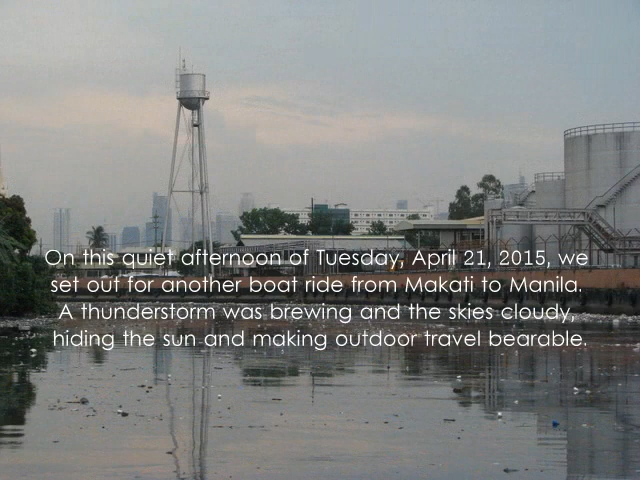 On this quiet afternoon of Tuesday, April 21, 2015, we
set out for another boat ride from Makati to Manila.
A thunderstorm was brewing and the skies cloudy,
hiding the sun and making outdoor travel bearable.